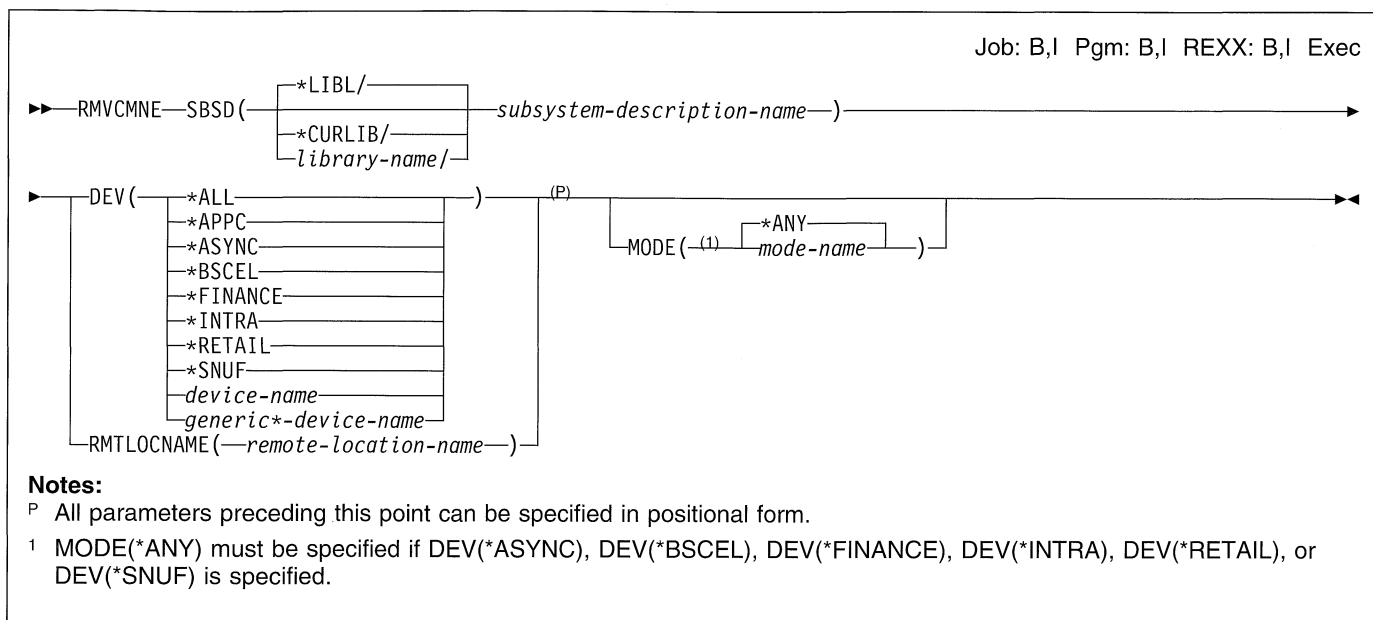 Job: B,I Pgm: B,I REXX: B,I Exec
*LIBL/
RMVCMNE SBSD( subsystem-description-name )
*CURLIB/
library-name/
DEV( *ALL ) (P)
*APPC *ANY
*ASYNC MODE( (1) mode-name )
*BSCEL
*FINANCE
*INTRA
*RETAIL
*SNUF
device-name
generic*-device-name
RMTLOCNAME( remote-location-name )
Notes:
P All parameters preceding this point can be specified in positional form.
1 MODE(*ANY) must be specified if DEV(*ASYNC), DEV(*BSCEL), DEV(*FINANCE), DEV(*INTRA), DEV(*RETAIL), or
DEV(*SNUF) is specified.